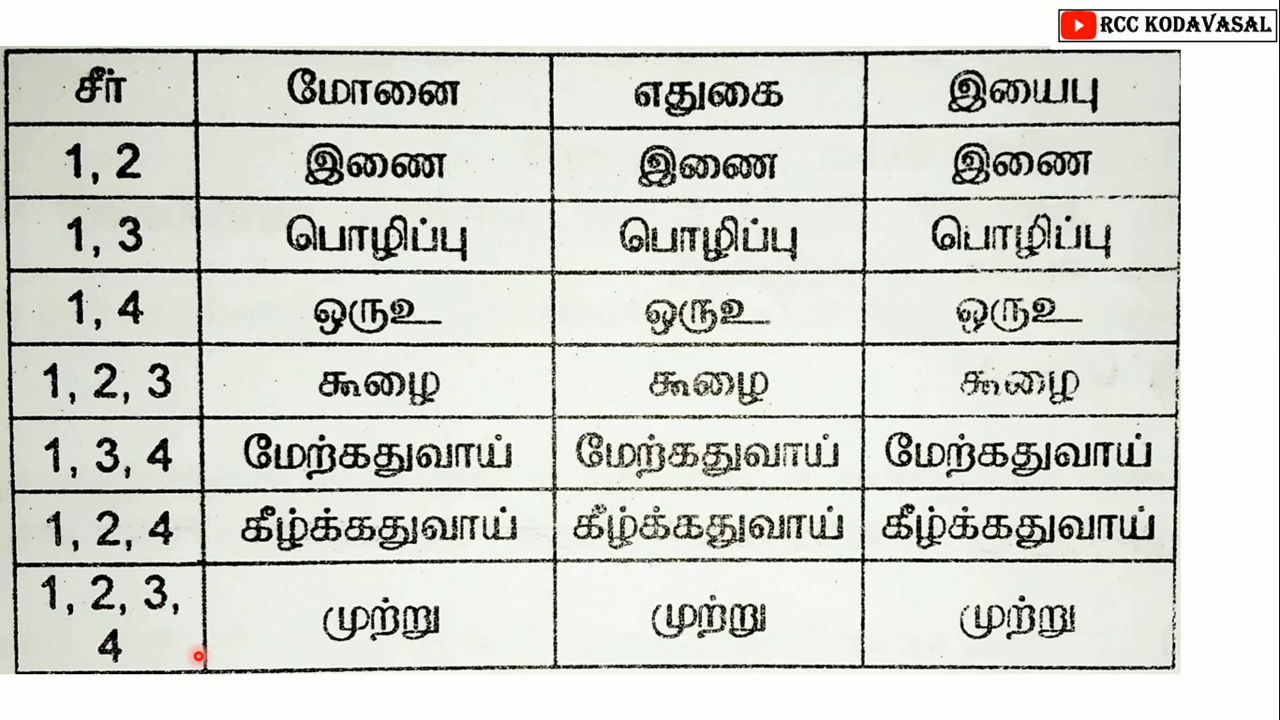 RCC KODAVASAL
சீர் மோனை எதுகை இயைபு
1, 2 இணை இணை இணை
1, 3 பொழிப்பு பொழிப்பு பொழிப்பு
1, 4 ஒருஉ ஒருஉ ஒருஉ
1, 2, 3 கூழை கூழை கூழை
1, 3, 4 மேற்கதுவாய் மேற்கதுவாய் மேற்கதுவாய்
1, 2, 4 கீழ்க்கதுவாய் கீழ்க்கதுவாய் கீழ்க்கதுவாய்
1, 2, 3,
4 முற்று முற்று முற்று